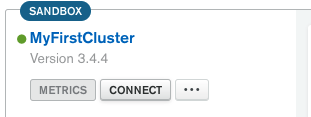 SANDBOX
MyFirstCluster
Version 3.4.4
METRICS CONNECT ...